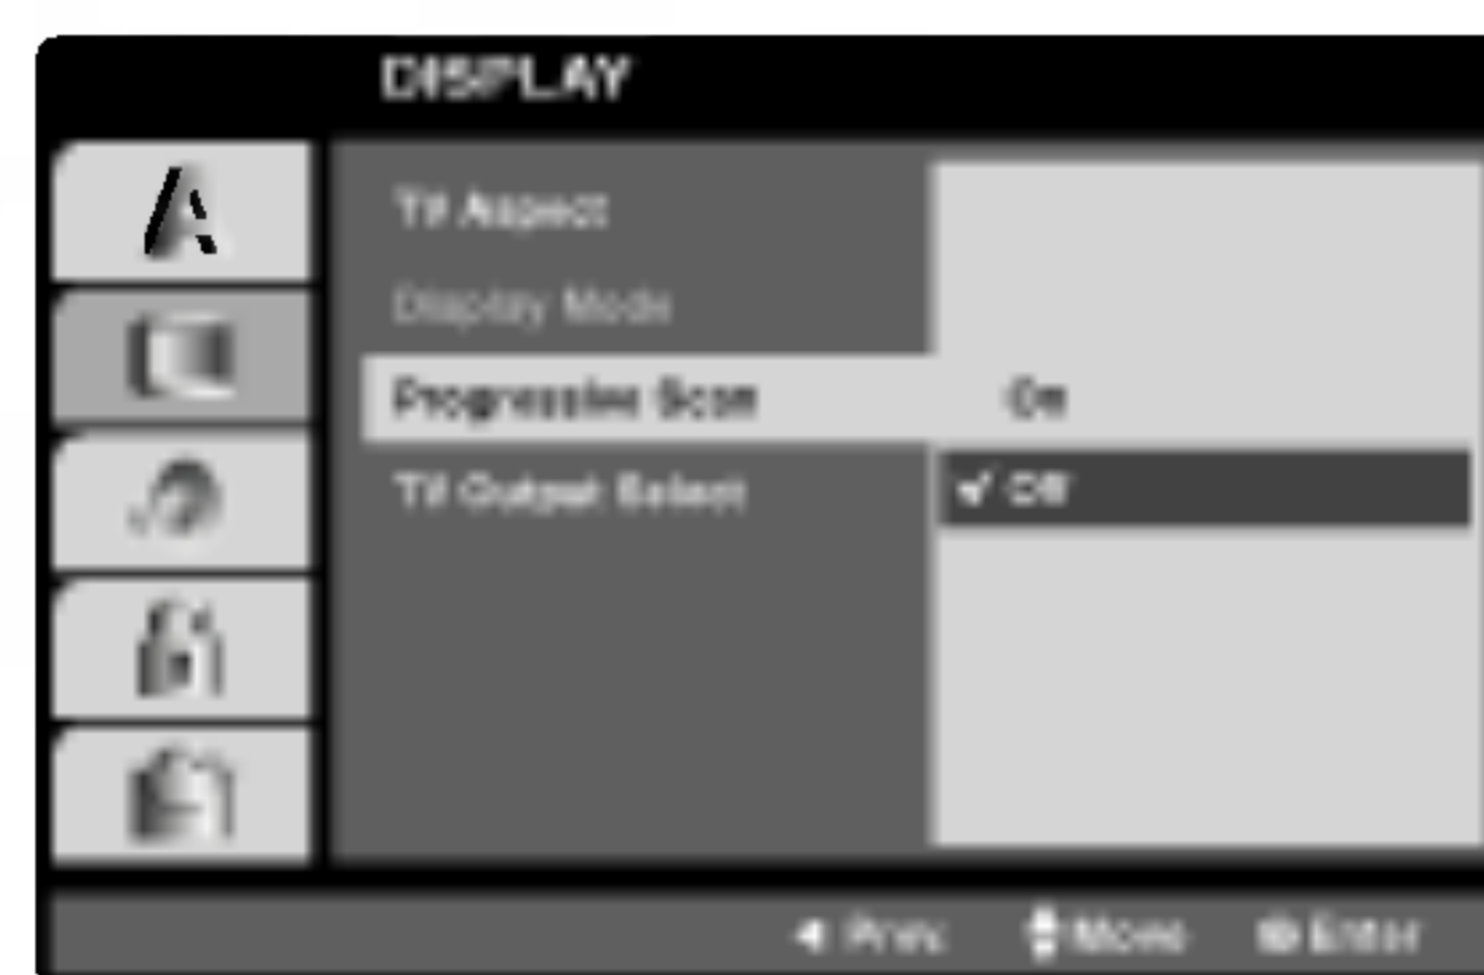 DISPLAY
A
TV Aspect
Display Mode
Progressive Scan
On
TV Output Select
✓ Off
◀ Prev Move Enter